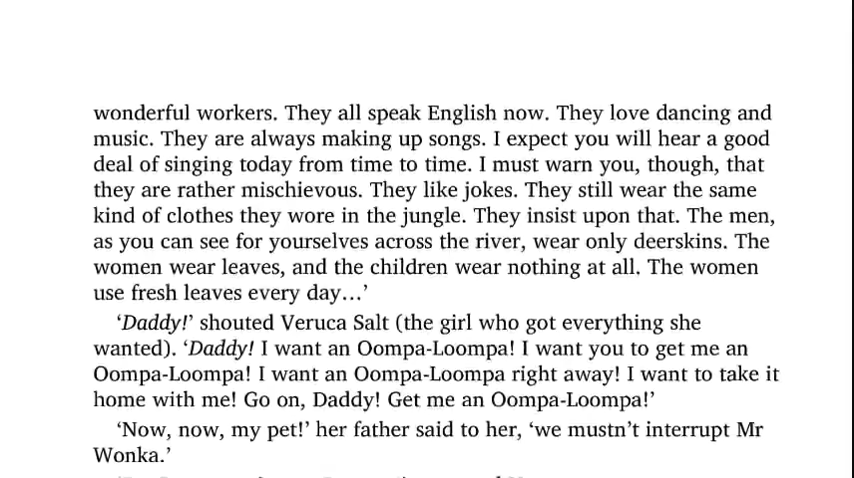 wonderful workers. They all speak English now. They love dancing and
music. They are always making up songs. I expect you will hear a good
deal of singing today from time to time. I must warn you, though, that
they are rather mischievous. They like jokes. They still wear the same
kind of clothes they wore in the jungle. They insist upon that. The men,
as you can see for yourselves across the river, wear only deerskins. The
women wear leaves, and the children wear nothing at all. The women
use fresh leaves every day…’
‘Daddy!’ shouted Veruca Salt (the girl who got everything she
wanted). ‘Daddy! I want an Oompa-Loompa! I want you to get me an
Oompa-Loompa! I want an Oompa-Loompa right away! I want to take it
home with me! Go on, Daddy! Get me an Oompa-Loompa!’
‘Now, now, my pet!’ her father said to her, ‘we mustn’t interrupt Mr
Wonka.’